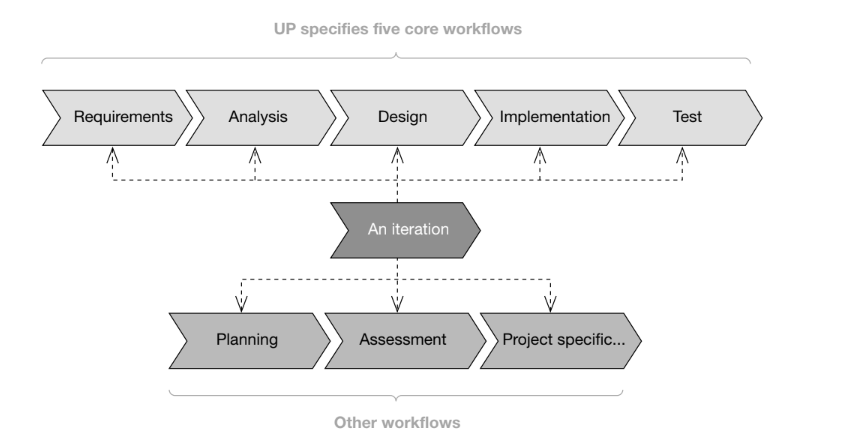 UP specifies five core workflows
Requirements
Analysis
Design
Implementation
Test
An iteration
Planning
Assessment
Project specific...
Other workflows